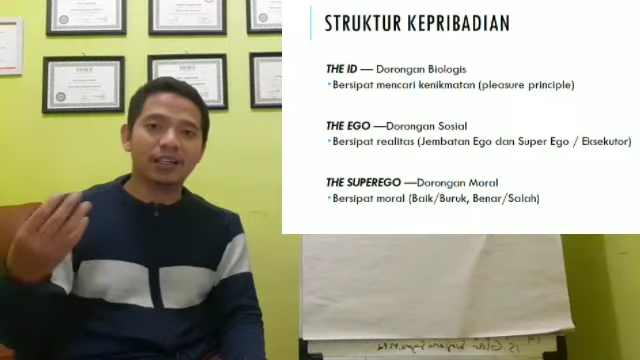 STRUKTUR KEPRIBADIAN
THE ID — Dorongan Biologis
•Bersipat mencari kenikmatan (pleasure principle)
THE EGO —Dorongan Sosial
•Bersipat realitas (Jembatan Ego dan Super Ego / Eksekutor)
THE SUPEREGO —Dorongan Moral
•Bersipat moral (Baik/Buruk, Benar/Salah)